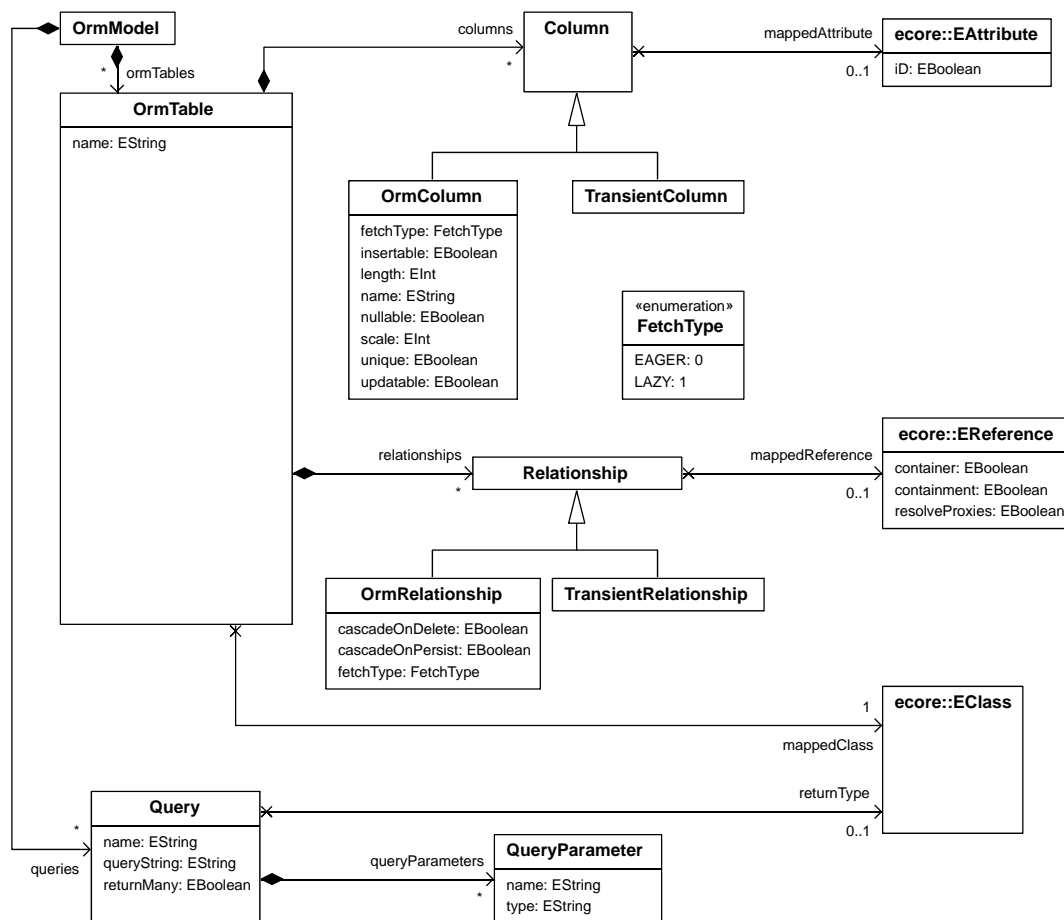 OrmModel
columns
Column
mappedAttribute
ecore::EAttribute
*
ormTables
*
0..1
iD: EBoolean
OrmTable
name: EString
OrmColumn
TransientColumn
fetchType: FetchType
insertable: EBoolean
length: EInt
name: EString
nullable: EBoolean
scale: EInt
unique: EBoolean
updatable: EBoolean
«enumeration»
FetchType
EAGER: 0
LAZY: 1
relationships
*
Relationship
mappedReference
0..1
ecore::EReference
container: EBoolean
containment: EBoolean
resolveProxies: EBoolean
OrmRelationship
TransientRelationship
cascadeOnDelete: EBoolean
cascadeOnPersist: EBoolean
fetchType: FetchType
1
mappedClass
ecore::EClass
returnType
0..1
*
queries
Query
name: EString
queryString: EString
returnMany: EBoolean
queryParameters
*
QueryParameter
name: EString
type: EString